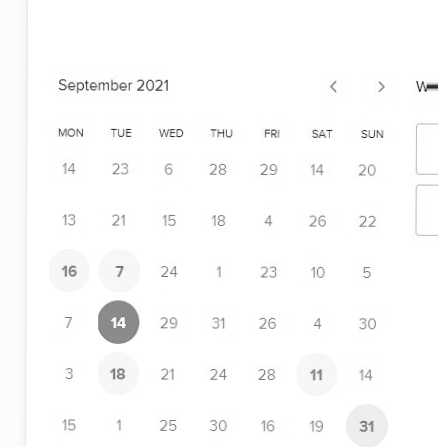 September 2021 < >
MON TUE WED THU FRI SAT SUN
14 23 6 28 29 14 20
13 21 15 18 4 26 22
16 7 24 1 23 10 5
7 14 29 31 26 4 30
3 18 21 24 28 11 14
15 1 25 30 16 19 31